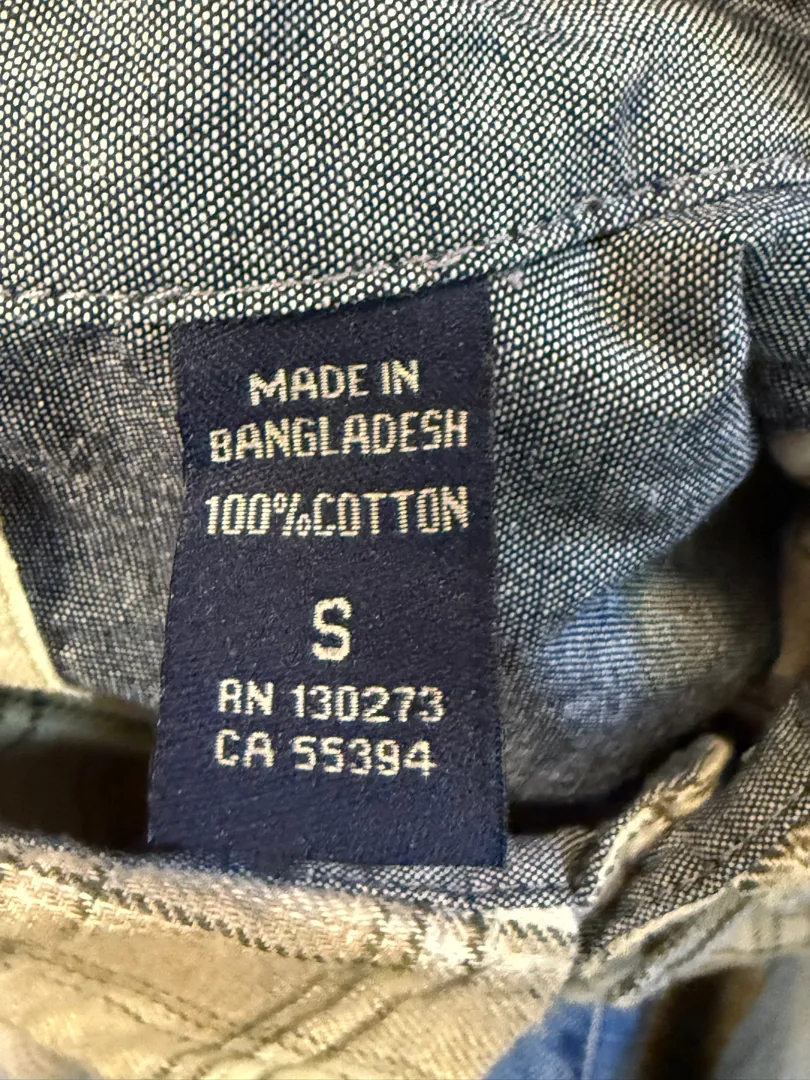 MADE IN
BANGLADESH
100%COTTON
S
RN 130273
CA 55394